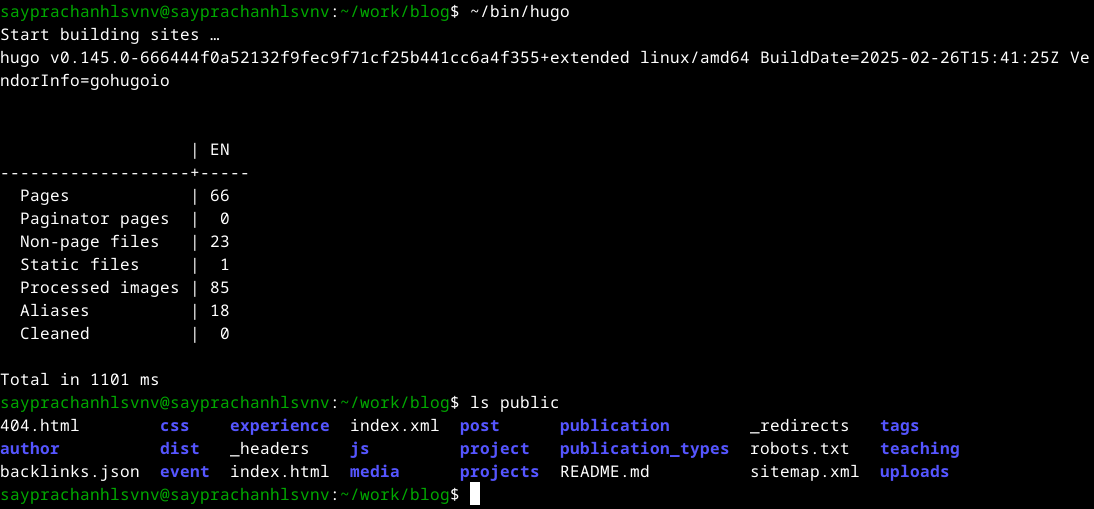 sayprachanhlsvnv@sayprachanhlsvnv:~/work/blog$ ~/bin/hugo
Start building sites …
hugo v0.145.0-666444f0a52132f9fec9f71cf25b441cc6a4f355+extended linux/amd64 BuildDate=2025-02-26T15:41:25Z Ve
ndorInfo=gohugoio
                   | EN
-------------------+-----
  Pages            | 66
  Paginator pages  |  0
  Non-page files   | 23
  Static files     |  1
  Processed images | 85
  Aliases          | 18
  Cleaned          |  0
Total in 1101 ms
sayprachanhlsvnv@sayprachanhlsvnv:~/work/blog$ ls public
404.html        css    experience  index.xml  post      publication        _redirects   tags
author          dist   _headers    js         project   publication_types  robots.txt   teaching
backlinks.json  event  index.html  media      projects  README.md          sitemap.xml  uploads
sayprachanhlsvnv@sayprachanhlsvnv:~/work/blog$